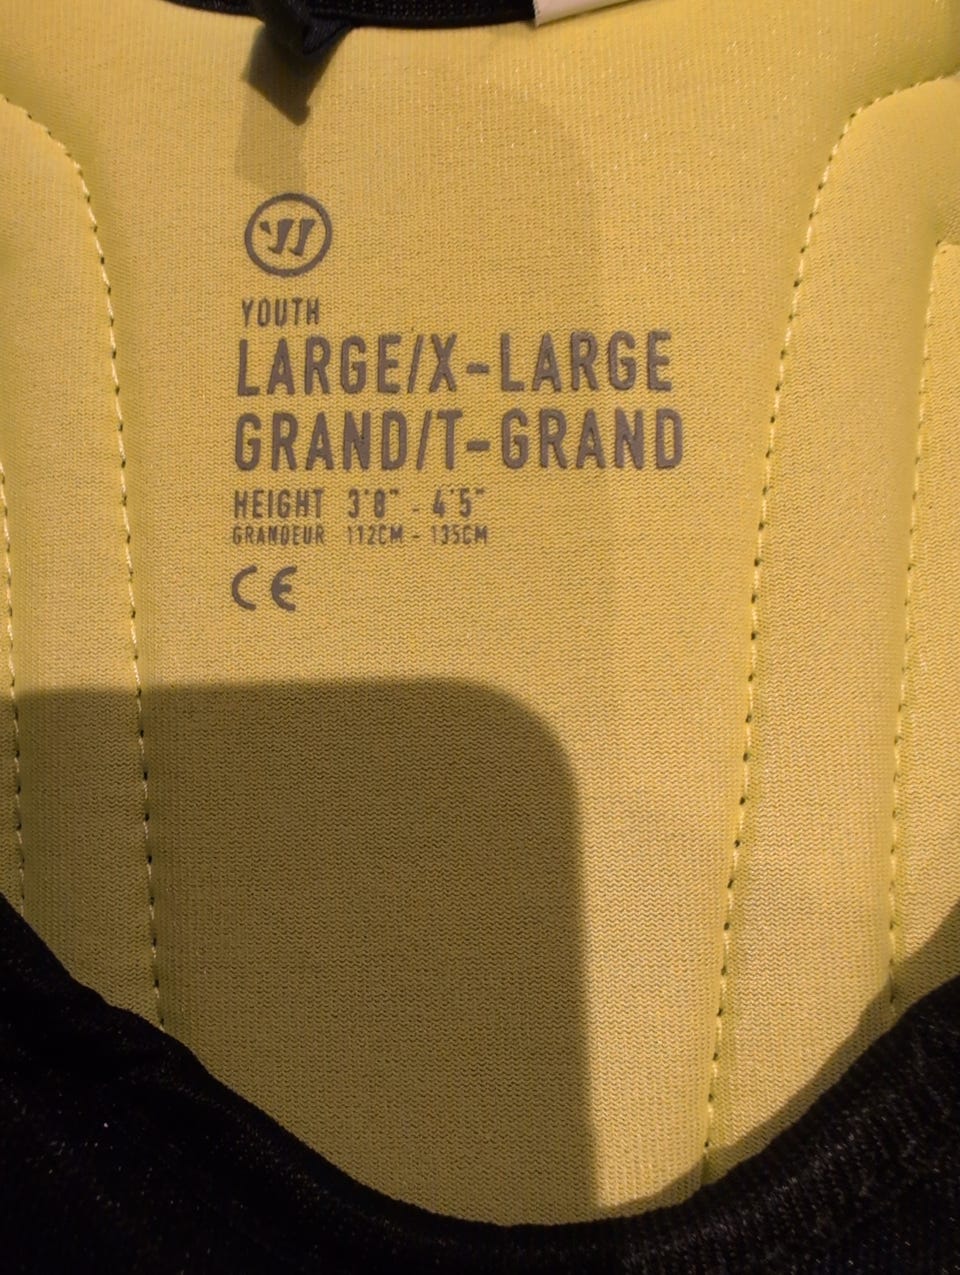 YOUTH
LARGE/X-LARGE
GRAND/T-GRAND
HEIGHT 3'8" - 4'5"
GRANDEUR 112CM - 135CM
CE